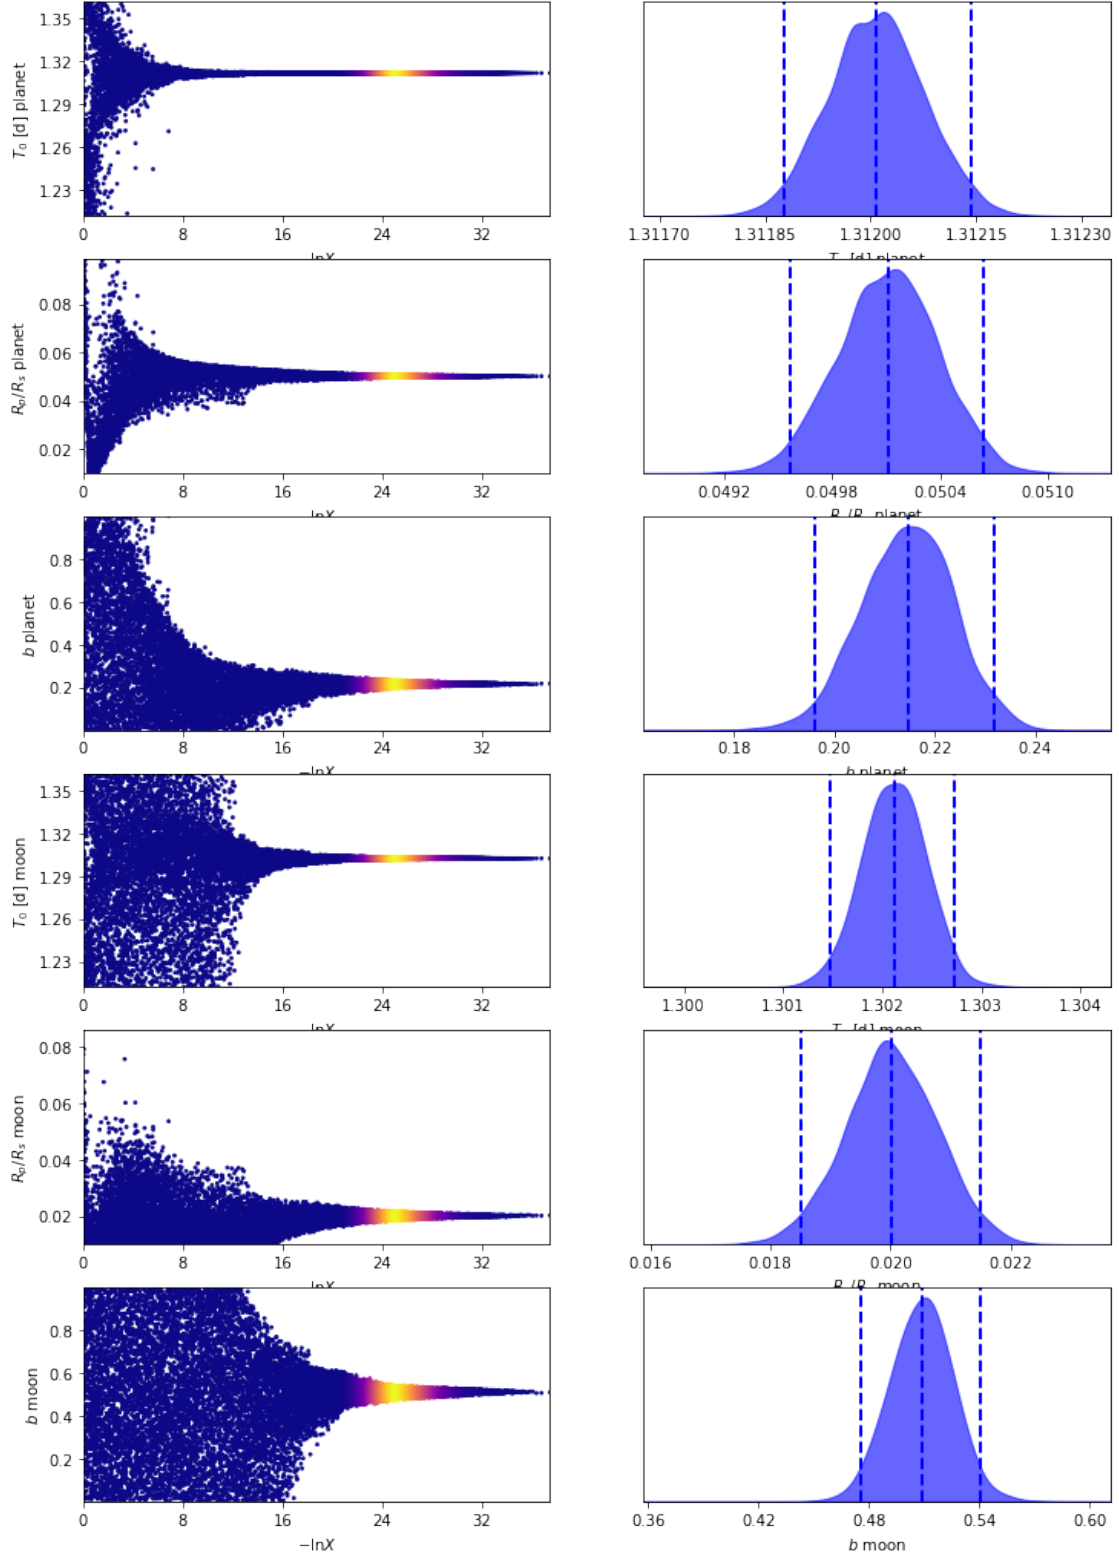 T₀ [d] planet
1.35
1.32
1.29
1.26
1.23
0 8 16 24 32
1.31170 1.31185 1.31200 1.31215 1.31230
Rₚ/Rₛ planet
0.08
0.06
0.04
0.02
0 8 16 24 32
0.0492 0.0498 0.0504 0.0510
b planet
0.8
0.6
0.4
0.2
0 8 16 24 32
−lnX
0.18 0.20 0.22 0.24
b planet
T₀ [d] moon
1.35
1.32
1.29
1.26
1.23
0 8 16 24 32
1.300 1.301 1.302 1.303 1.304
Rₚ/Rₛ moon
0.08
0.06
0.04
0.02
0 8 16 24 32
0.016 0.018 0.020 0.022
b moon
0.8
0.6
0.4
0.2
0 8 16 24 32
−lnX
0.36 0.42 0.48 0.54 0.60
b moon